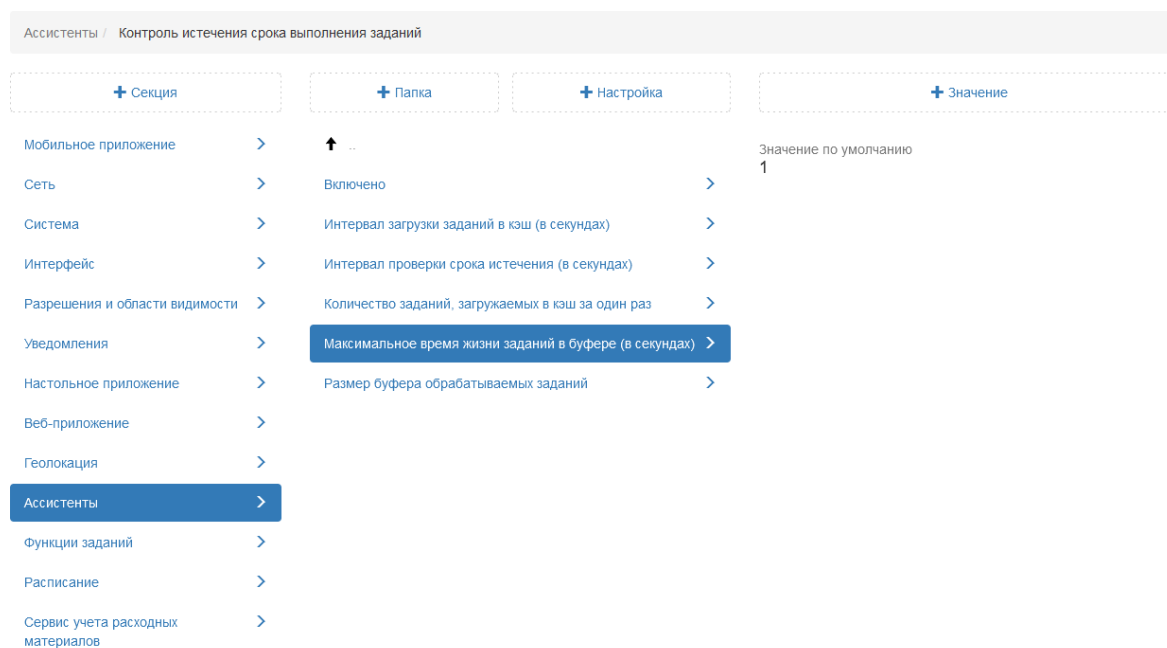 Ассистенты / Контроль истечения срока выполнения заданий
+ Секция
+ Папка
+ Настройка
+ Значение
Мобильное приложение
Сеть
Система
Интерфейс
Разрешения и области видимости
Уведомления
Настольное приложение
Веб-приложение
Геолокация
Ассистенты
Функции заданий
Расписание
Сервис учета расходных
материалов
..
Включено
Интервал загрузки заданий в кэш (в секундах)
Интервал проверки срока истечения (в секундах)
Количество заданий, загружаемых в кэш за один раз
Максимальное время жизни заданий в буфере (в секундах)
Размер буфера обрабатываемых заданий
Значение по умолчанию
1